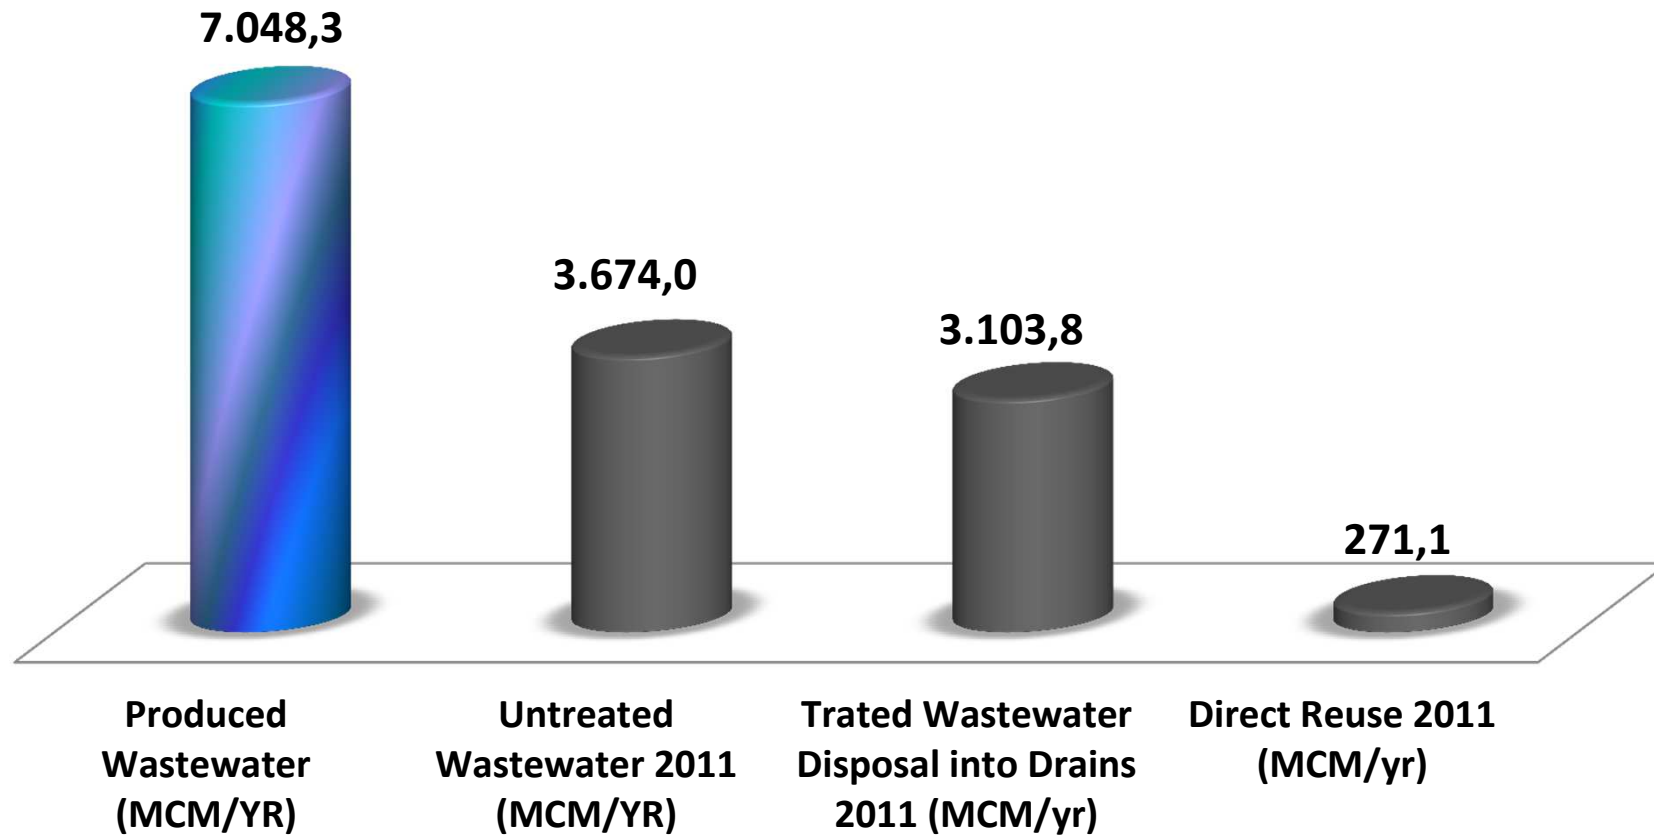 7.048,3
3.674,0
3.103,8
271,1
Produced
Wastewater
(MCM/YR)
Untreated
Wastewater 2011
(MCM/YR)
Trated Wastewater
Disposal into Drains
2011 (MCM/yr)
Direct Reuse 2011
(MCM/yr)